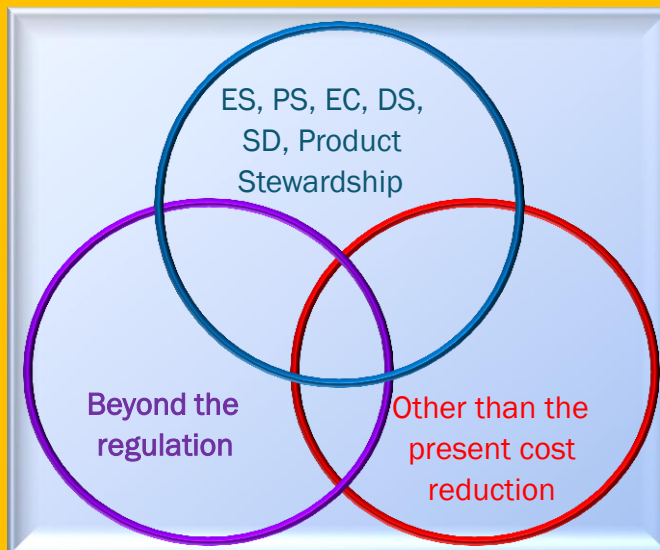 ES, PS, EC, DS,
SD, Product
Stewardship
Beyond the
regulation
Other than the
present cost
reduction